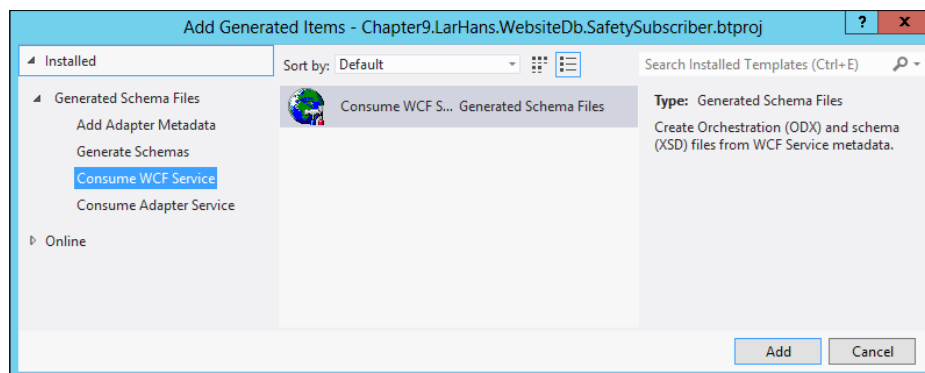 Add Generated Items - Chapter9.LarHans.WebsiteDb.SafetySubscriber.btproj
? x
Installed
Sort by: Default
Search Installed Templates (Ctrl+E)
Generated Schema Files
Add Adapter Metadata
Generate Schemas
Consume WCF Service
Consume Adapter Service
Online
Consume WCF S... Generated Schema Files
Type: Generated Schema Files
Create Orchestration (ODX) and schema
(XSD) files from WCF Service metadata.
Add
Cancel